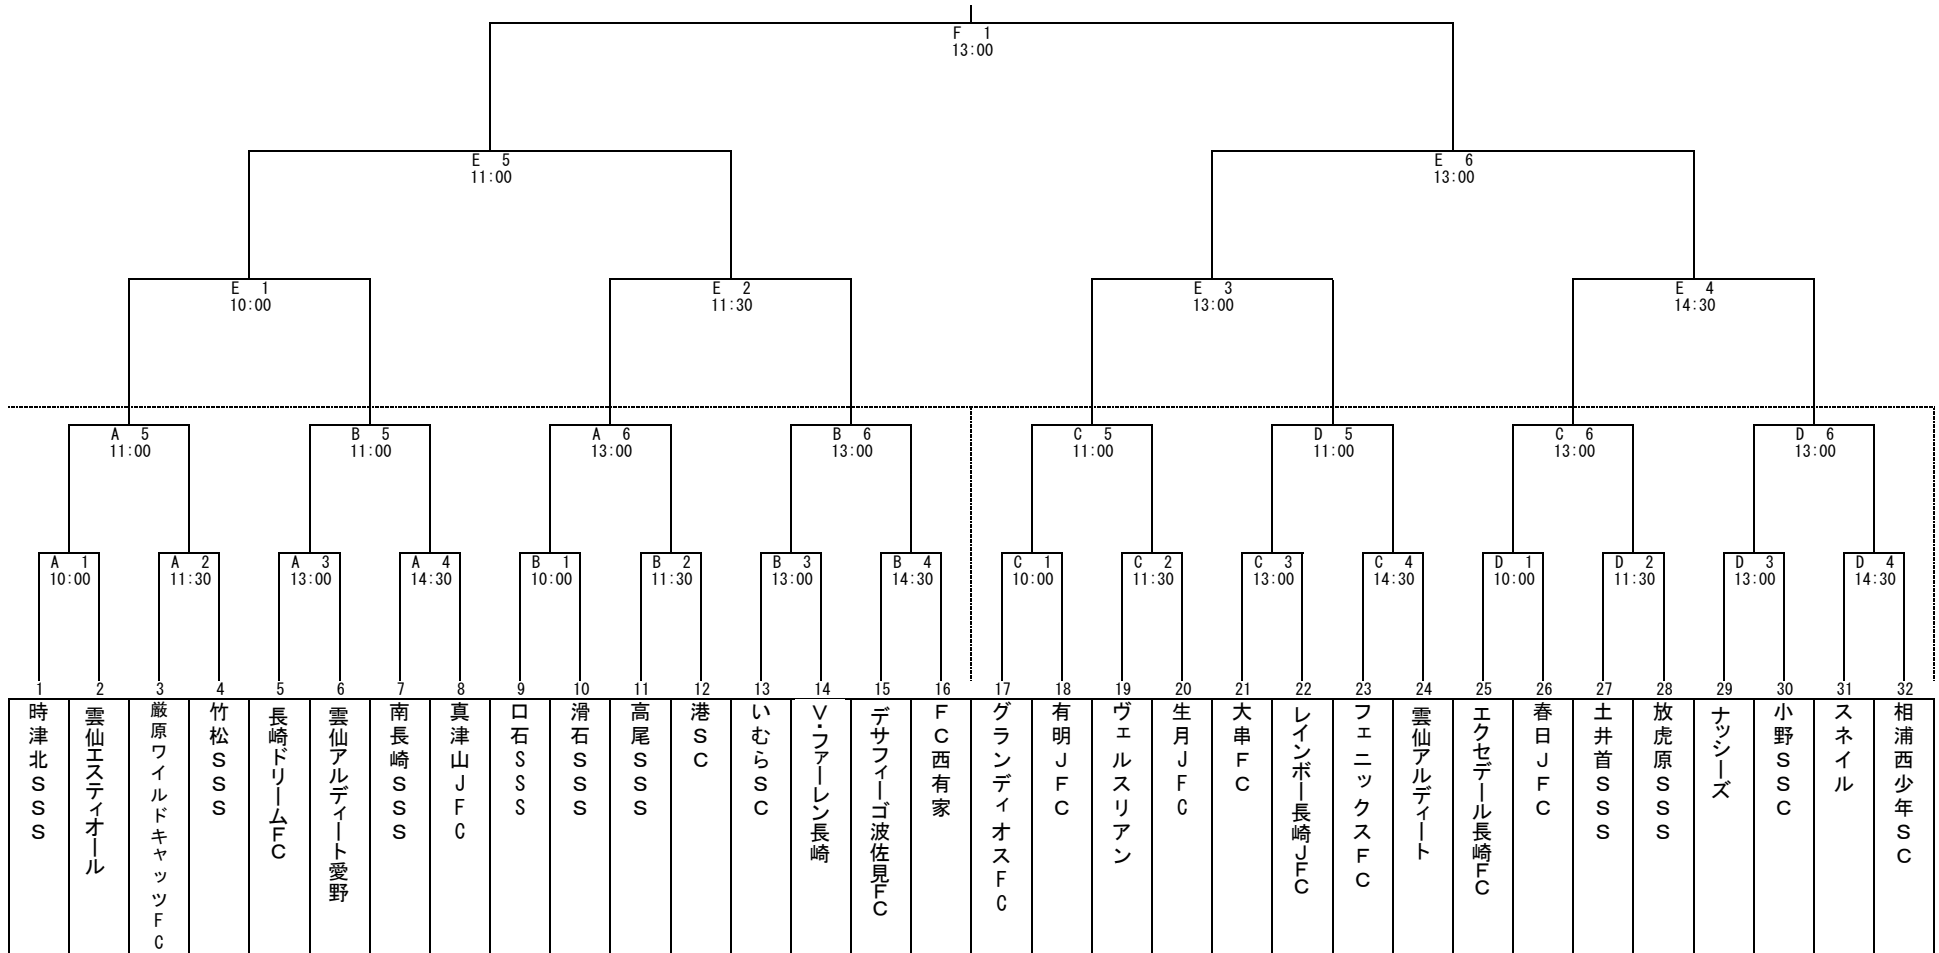 F 1
13:00
E 5
11:00
E 6
13:00
E 1
10:00
E 2
11:30
E 3
13:00
E 4
14:30
A 5
11:00
B 5
11:00
A 6
13:00
B 6
13:00
C 5
11:00
D 5
11:00
C 6
13:00
D 6
13:00
A 1
10:00
A 2
11:30
A 3
13:00
A 4
14:30
B 1
10:00
B 2
11:30
B 3
13:00
B 4
14:30
C 1
10:00
C 2
11:30
C 3
13:00
C 4
14:30
D 1
10:00
D 2
11:30
D 3
13:00
D 4
14:30
1
時津北SSS
2
雲仙エスティオール
3
厳原ワイルドキャッツFC
4
竹松SSS
5
長崎ドリームFC
6
雲仙アルディート愛野
7
南長崎SSS
8
真津山JFC
9
口石SSS
10
滑石SSS
11
高尾SSS
12
港SC
13
いむらSC
14
V・ファーレン長崎
15
デサフィーゴ波佐見FC
16
FC西有家
17
グランディオスFC
18
有明JFC
19
ヴェルスリアン
20
生月JFC
21
大串FC
22
レインボー長崎JFC
23
フェニックスFC
24
雲仙アルディート
25
エクセデール長崎FC
26
春日JFC
27
土井首SSS
28
放虎原SSS
29
ナッシーズ
30
小野SSC
31
スネイル
32
相浦西少年SC